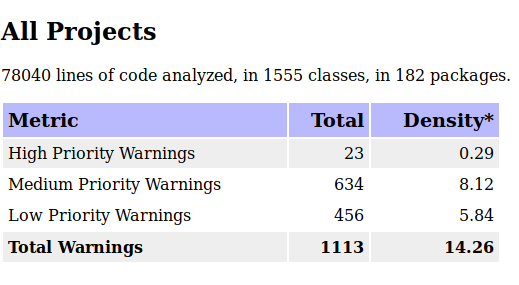 All Projects
78040 lines of code analyzed, in 1555 classes, in 182 packages.
Metric Total Density*
High Priority Warnings 23 0.29
Medium Priority Warnings 634 8.12
Low Priority Warnings 456 5.84
Total Warnings 1113 14.26